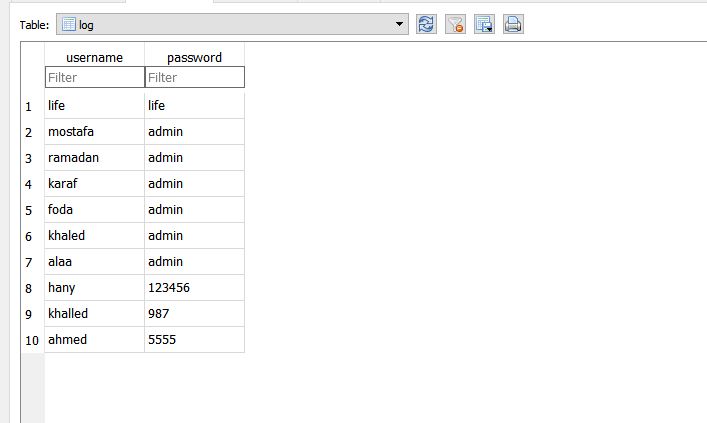 Table: log
username password
Filter Filter
1 life life
2 mostafa admin
3 ramadan admin
4 karaf admin
5 foda admin
6 khaled admin
7 alaa admin
8 hany 123456
9 khalled 987
10 ahmed 5555